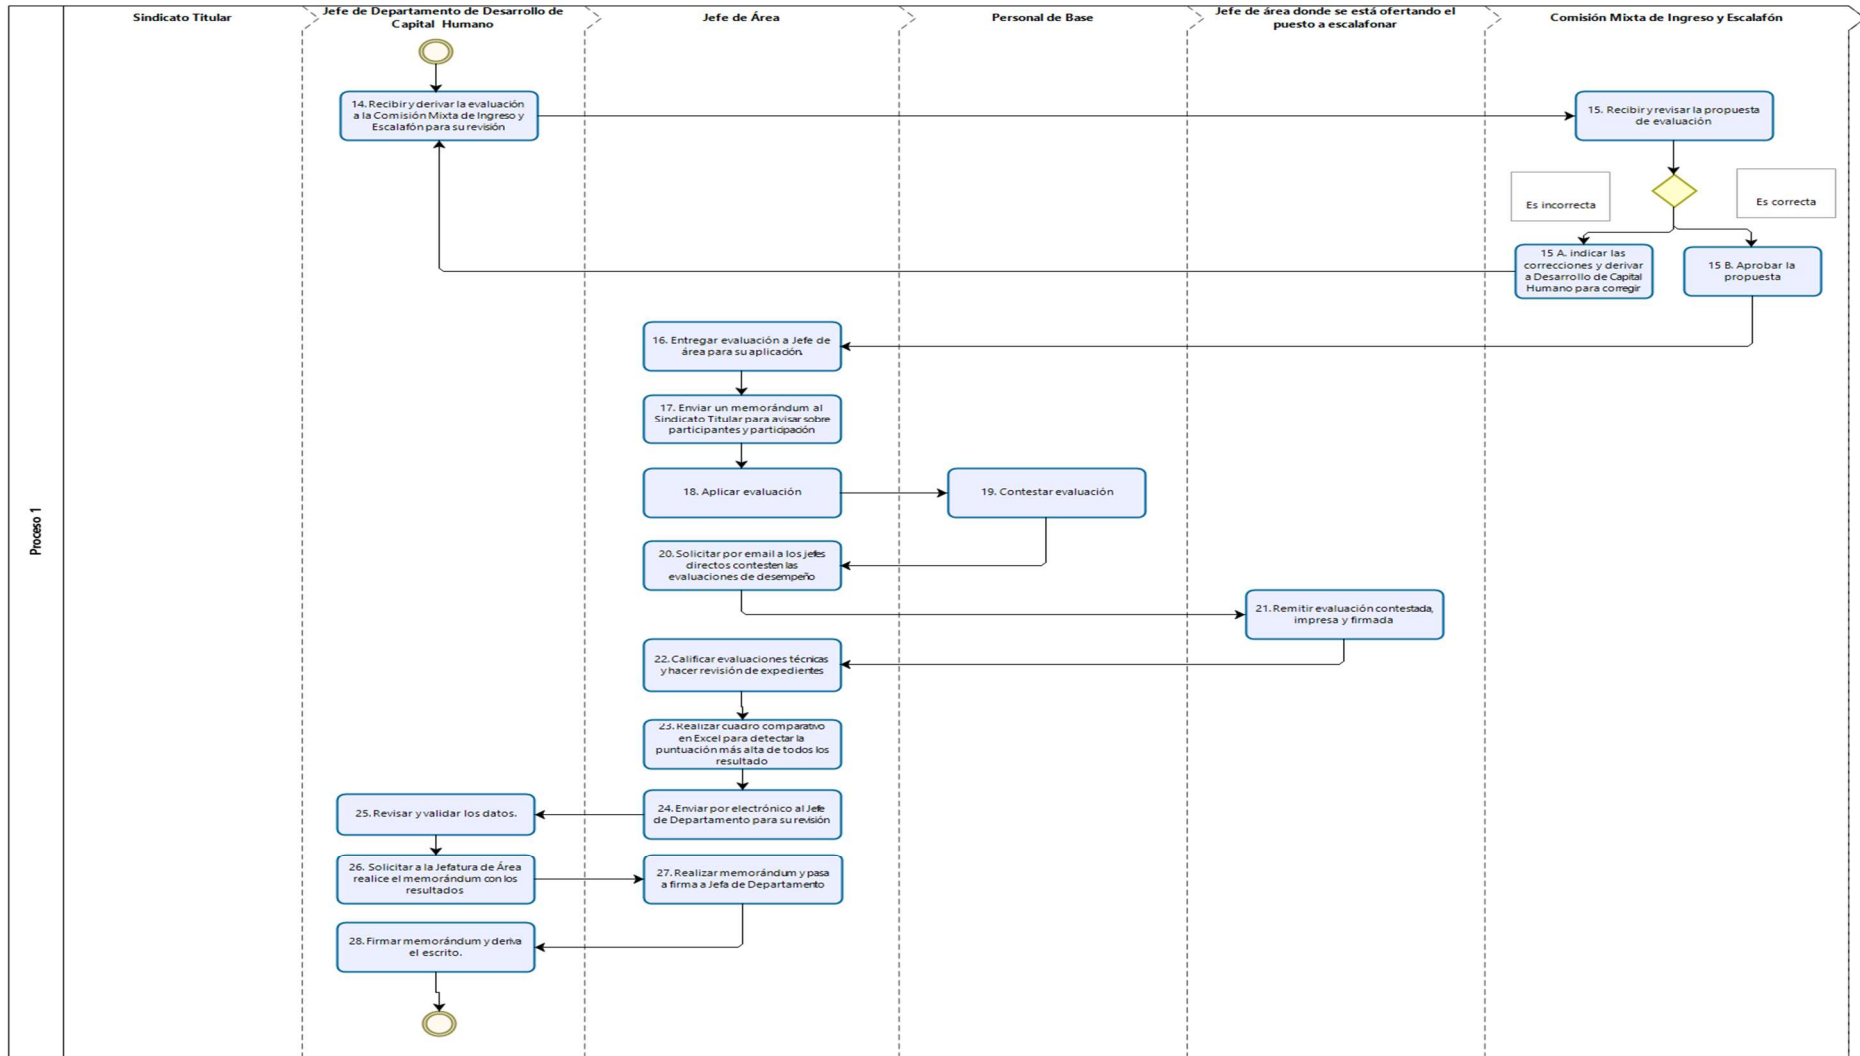 Sindicato Titular
Jefe de Departamento de Desarrollo de
Capital Humano
Jefe de Área
Personal de Base
Jefe de área donde se está ofertando el
puesto a escalafonar
Comisión Mixta de Ingreso y Escalafón
Proceso 1
14. Recibir y derivar la evaluación
a la Comisión Mixta de Ingreso y
Escalafón para su revisión
15. Recibir y revisar la propuesta
de evaluación
Es incorrecta
Es correcta
15 A. indicar las
correcciones y derivar
a Desarrollo de Capital
Humano para corregir
15 B. Aprobar la
propuesta
16. Entregar evaluación a Jefe de
área para su aplicación.
17. Enviar un memorándum al
Sindicato Titular para avisar sobre
participantes y participación
18. Aplicar evaluación
19. Contestar evaluación
20. Solicitar por email a los jefes
directos contesten las
evaluaciones de desempeño
21. Remitir evaluación contestada,
impresa y firmada
22. Calificar evaluaciones técnicas
y hacer revisión de expedientes
23. Realizar cuadro comparativo
en Excel para detectar la
puntuación más alta de todos los
resultado
24. Enviar por electrónico al Jefe
de Departamento para su revisión
25. Revisar y validar los datos.
26. Solicitar a la Jefatura de Área
realice el memorándum con los
resultados
27. Realizar memorándum y pasa
a firma a Jefa de Departamento
28. Firmar memorándum y deriva
el escrito.